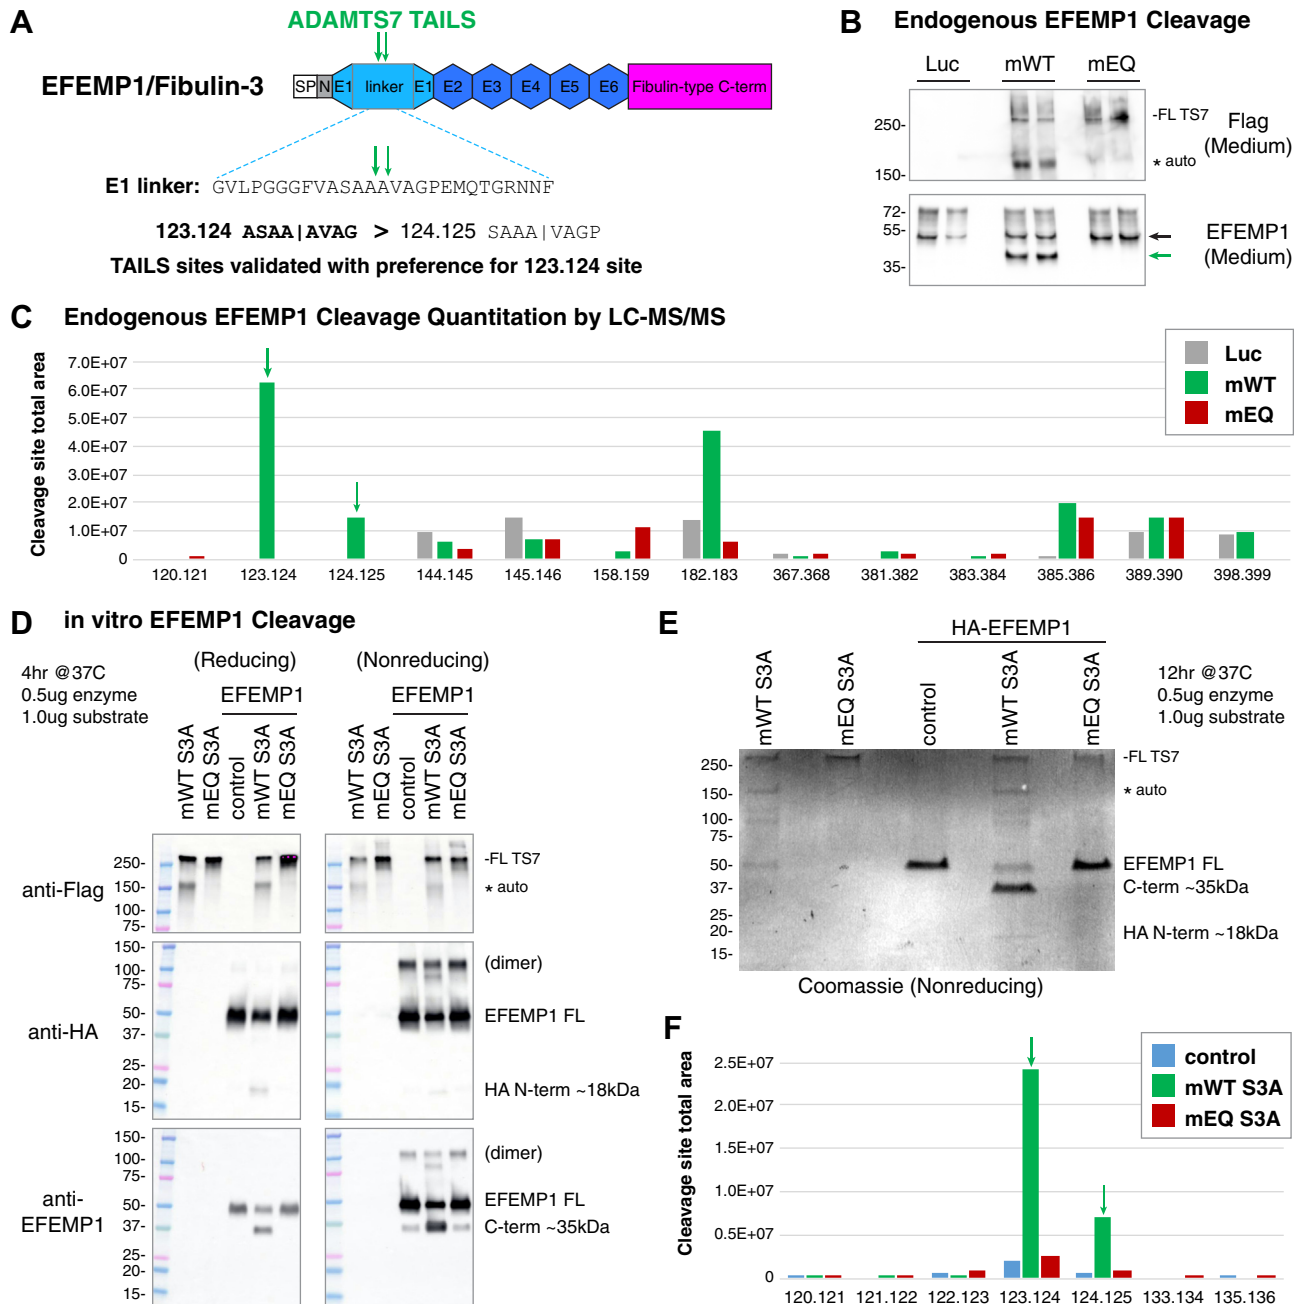 A
ADAMTS7 TAILS
EFEMP1/Fibulin-3
SP N E1 linker E1 E2 E3 E4 E5 E6 Fibulin-type C-term
E1 linker: GVLPGGGFVASAAAVAGPEMQTGRNNF
123.124 ASAA|AVAG > 124.125 SAAA|VAGP
TAILS sites validated with preference for 123.124 site
B Endogenous EFEMP1 Cleavage
Luc mWT mEQ
250-
150-
-FL TS7
* auto
Flag
(Medium)
72-
55-
35-
EFEMP1
(Medium)
C Endogenous EFEMP1 Cleavage Quantitation by LC-MS/MS
Cleavage site total area
7.0E+07
6.0E+07
5.0E+07
4.0E+07
3.0E+07
2.0E+07
1.0E+07
0
120.121 123.124 124.125 144.145 145.146 158.159 182.183 367.368 381.382 383.384 385.386 389.390 398.399
Luc
mWT
mEQ
D in vitro EFEMP1 Cleavage
4hr @37C
0.5ug enzyme
1.0ug substrate
(Reducing) (Nonreducing)
EFEMP1 EFEMP1
mWT S3A mEQ S3A control mWT S3A mEQ S3A
mWT S3A mEQ S3A control mWT S3A mEQ S3A
anti-Flag
250-
150-
100-
75-
-FL TS7
* auto
anti-HA
150-
100-
75-
50-
37-
25-
20-
15-
(dimer)
EFEMP1 FL
HA N-term ~18kDa
anti-
EFEMP1
150-
100-
75-
50-
37-
25-
20-
15-
(dimer)
EFEMP1 FL
C-term ~35kDa
E
HA-EFEMP1
mWT S3A mEQ S3A control mWT S3A mEQ S3A
12hr @37C
0.5ug enzyme
1.0ug substrate
250-
150-
100-
75-
50-
37-
25-
20-
15-
-FL TS7
* auto
EFEMP1 FL
C-term ~35kDa
HA N-term ~18kDa
Coomassie (Nonreducing)
F
Cleavage site total area
2.5E+07
2.0E+07
1.5E+07
1.0E+07
0.5E+07
0
120.121 121.122 122.123 123.124 124.125 133.134 135.136
control
mWT S3A
mEQ S3A